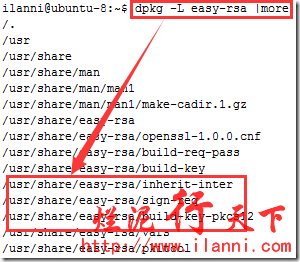 ilanni@ubuntu-8:~$ dpkg -L easy-rsa |more
/.
/usr
/usr/share
/usr/share/man
/usr/share/man/man1
/usr/share/man/man1/make-cadir.1.gz
/usr/share/easy-rsa
/usr/share/easy-rsa/openssl-1.0.0.cnf
/usr/share/easy-rsa/build-req-pass
/usr/share/easy-rsa/build-key
/usr/share/easy-rsa/inherit-inter
/usr/share/easy-rsa/sign-req
/usr/share/easy-rsa/build-key-pkcs12
/usr/share/easy-rsa/vars
/usr/share/easy-rsa/pkitool
烂泥行天下
http://www.ilanni.com